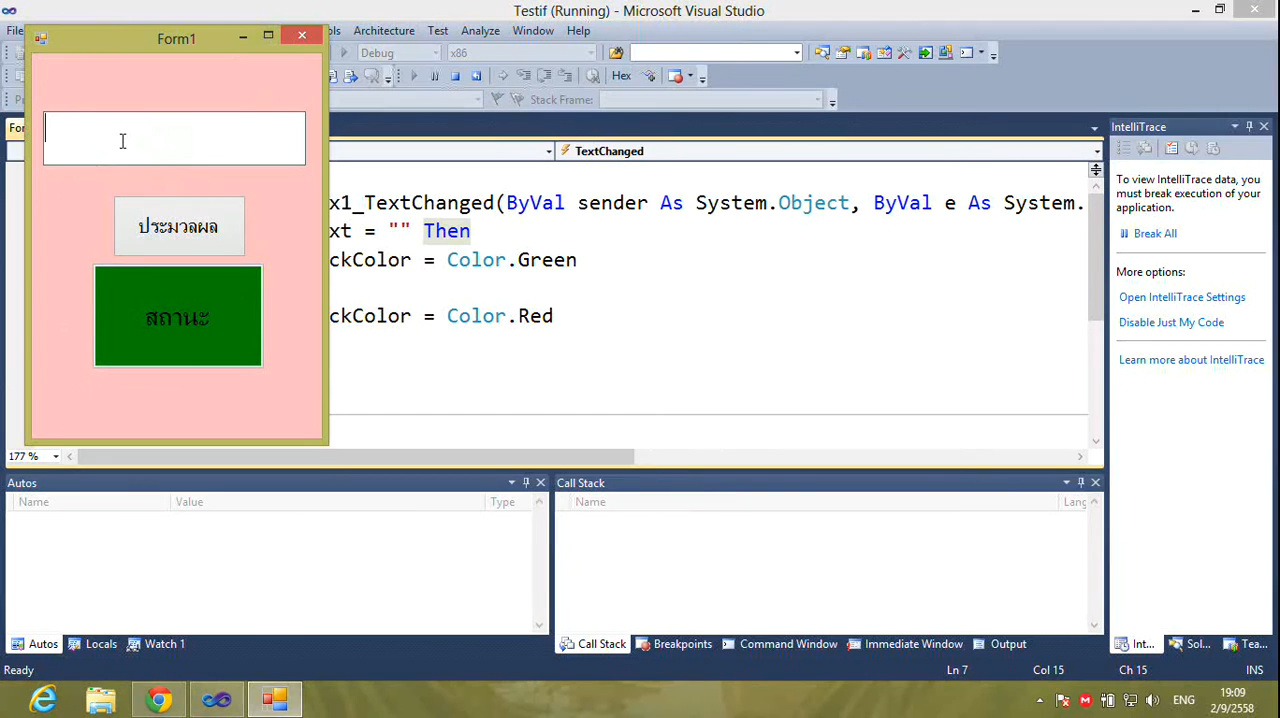 Testif (Running) - Microsoft Visual Studio
Form1
Architecture Test Analyze Window Help
Debug x86
Hex
Stack Frame:
IntelliTrace
TextChanged
x1_TextChanged(ByVal sender As System.Object, ByVal e As System.
xt = "" Then
ckColor = Color.Green
ckColor = Color.Red
ประมวลผล
สถานะ
To view IntelliTrace data, you
must break execution of your
application.
Break All
More options:
Open IntelliTrace Settings
Disable Just My Code
Learn more about IntelliTrace
177 %
Autos
Name Value Type
Call Stack
Name Lang
Autos Locals Watch 1
Call Stack Breakpoints Command Window Immediate Window Output
Int... Sol... Tea...
Ready Ln 7 Col 15 Ch 15 INS
ENG
19:09
2/9/2558